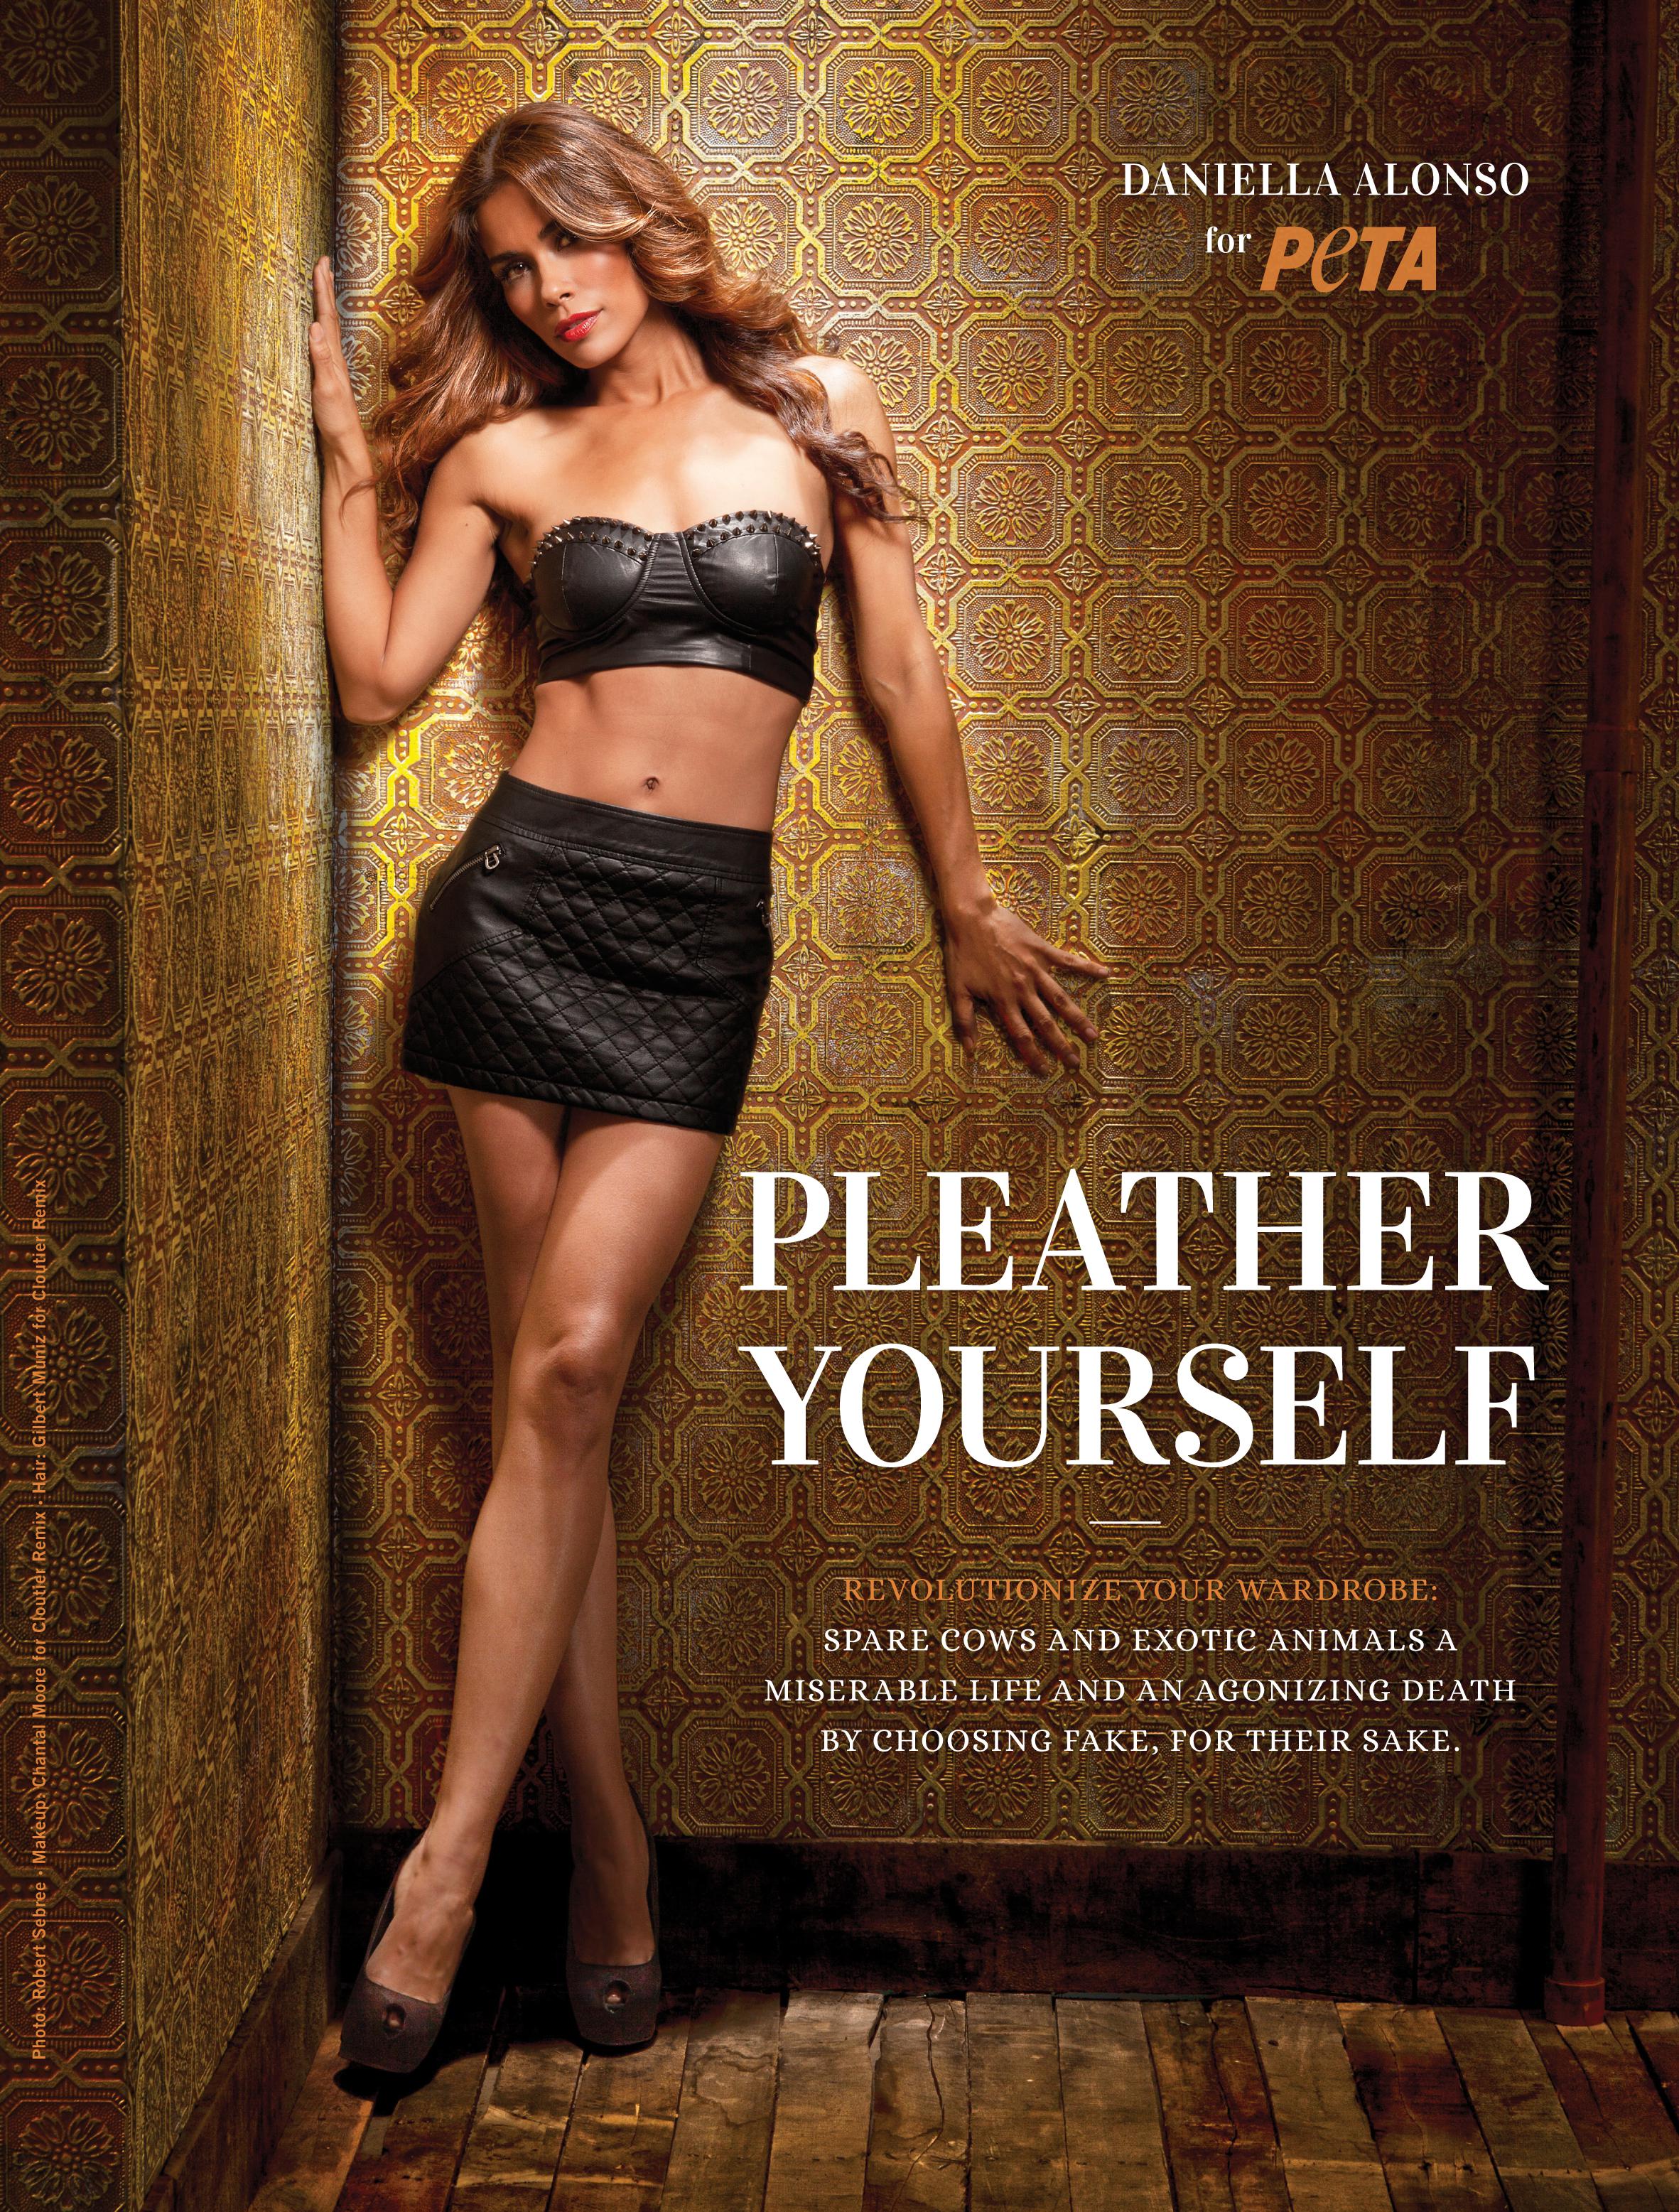 DANIELLA ALONSO
for PeTA
PLEATHER
YOURSELF
REVOLUTIONIZE YOUR WARDROBE:
SPARE COWS AND EXOTIC ANIMALS A
MISERABLE LIFE AND AN AGONIZING DEATH
BY CHOOSING FAKE, FOR THEIR SAKE.
Photo: Robert Sebree • Makeup: Chantal Moore for Cloutier Remix • Hair: Gilbert Muniz for Cloutier Remix